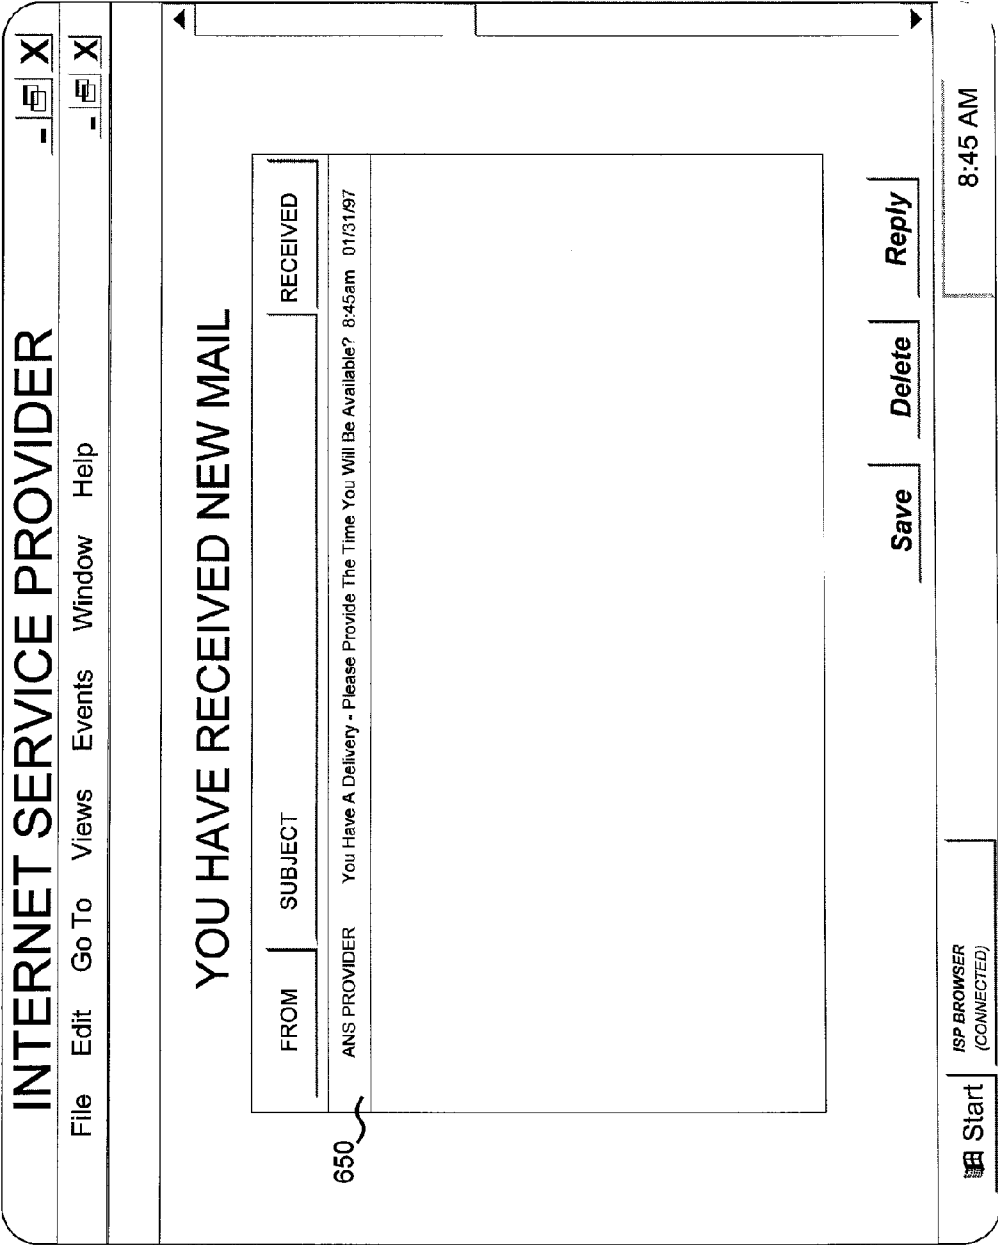 INTERNET SERVICE PROVIDER
File Edit Go To Views Events Window Help
YOU HAVE RECEIVED NEW MAIL
FROM SUBJECT RECEIVED
650 ANS PROVIDER You Have A Delivery - Please Provide The Time You Will Be Available? 8:45am 01/31/97
Save Delete Reply
Start ISP BROWSER 8:45 AM
(CONNECTED)